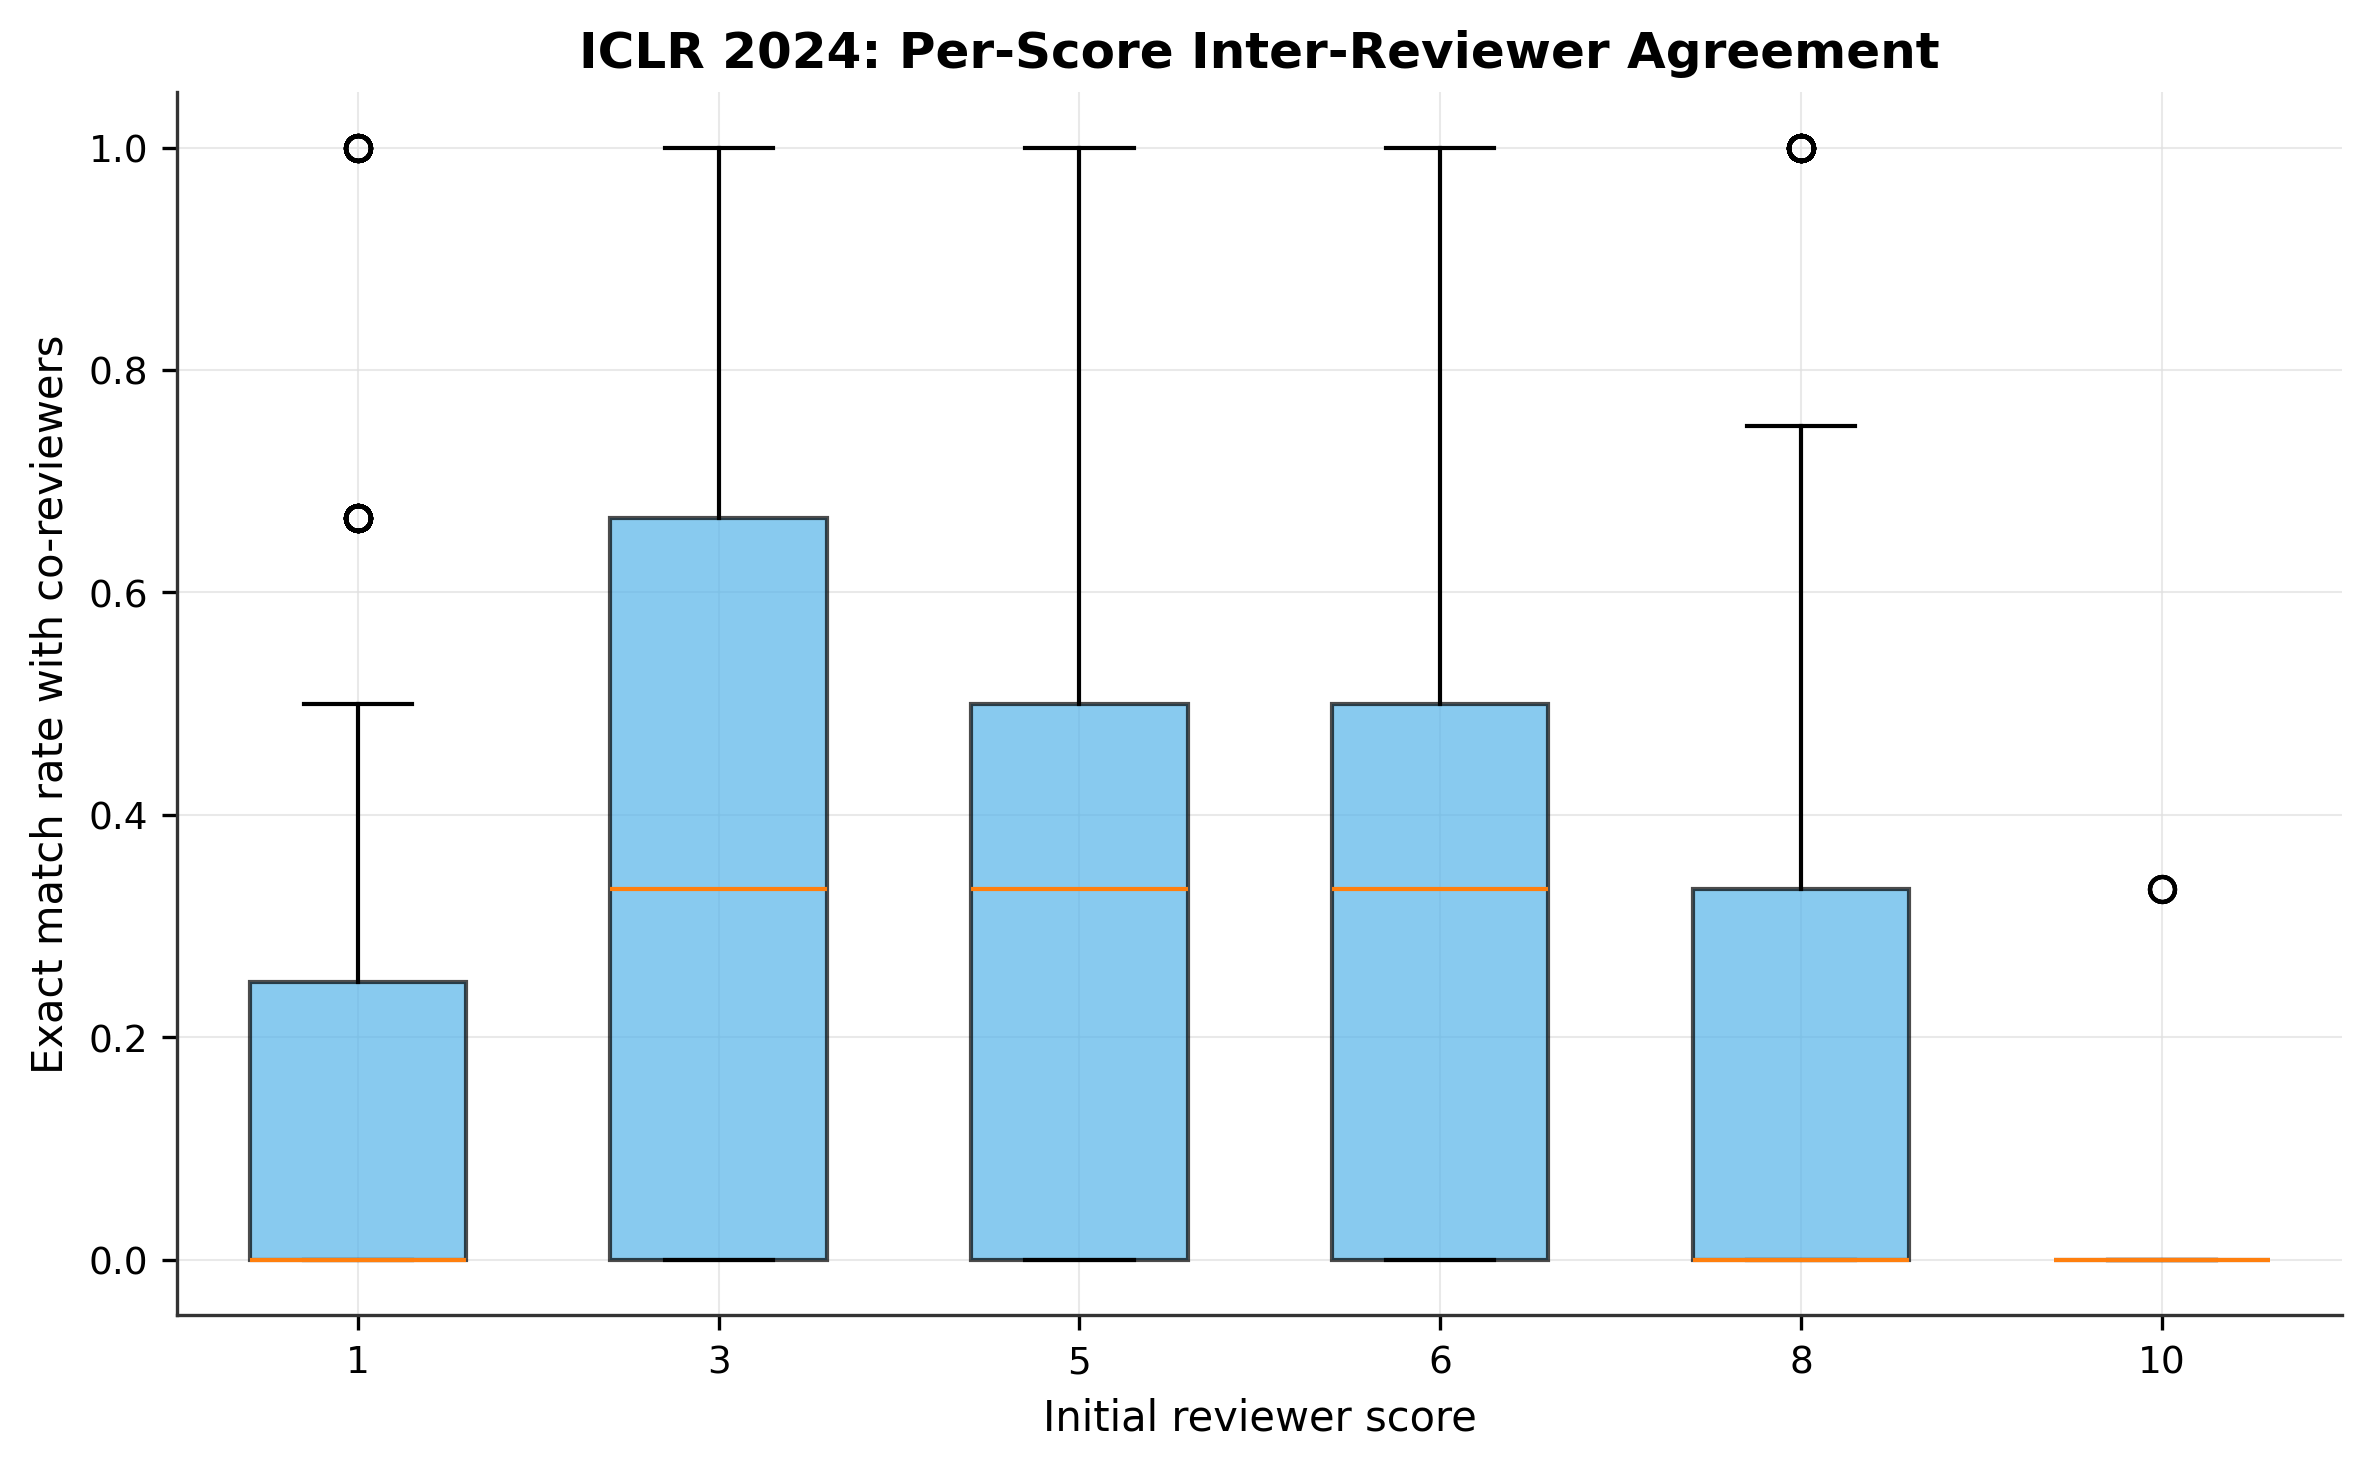 ICLR 2024: Per-Score Inter-Reviewer Agreement
Exact match rate with co-reviewers
1.0
0.8
0.6
0.4
0.2
0.0
1 3 5 6 8 10
Initial reviewer score